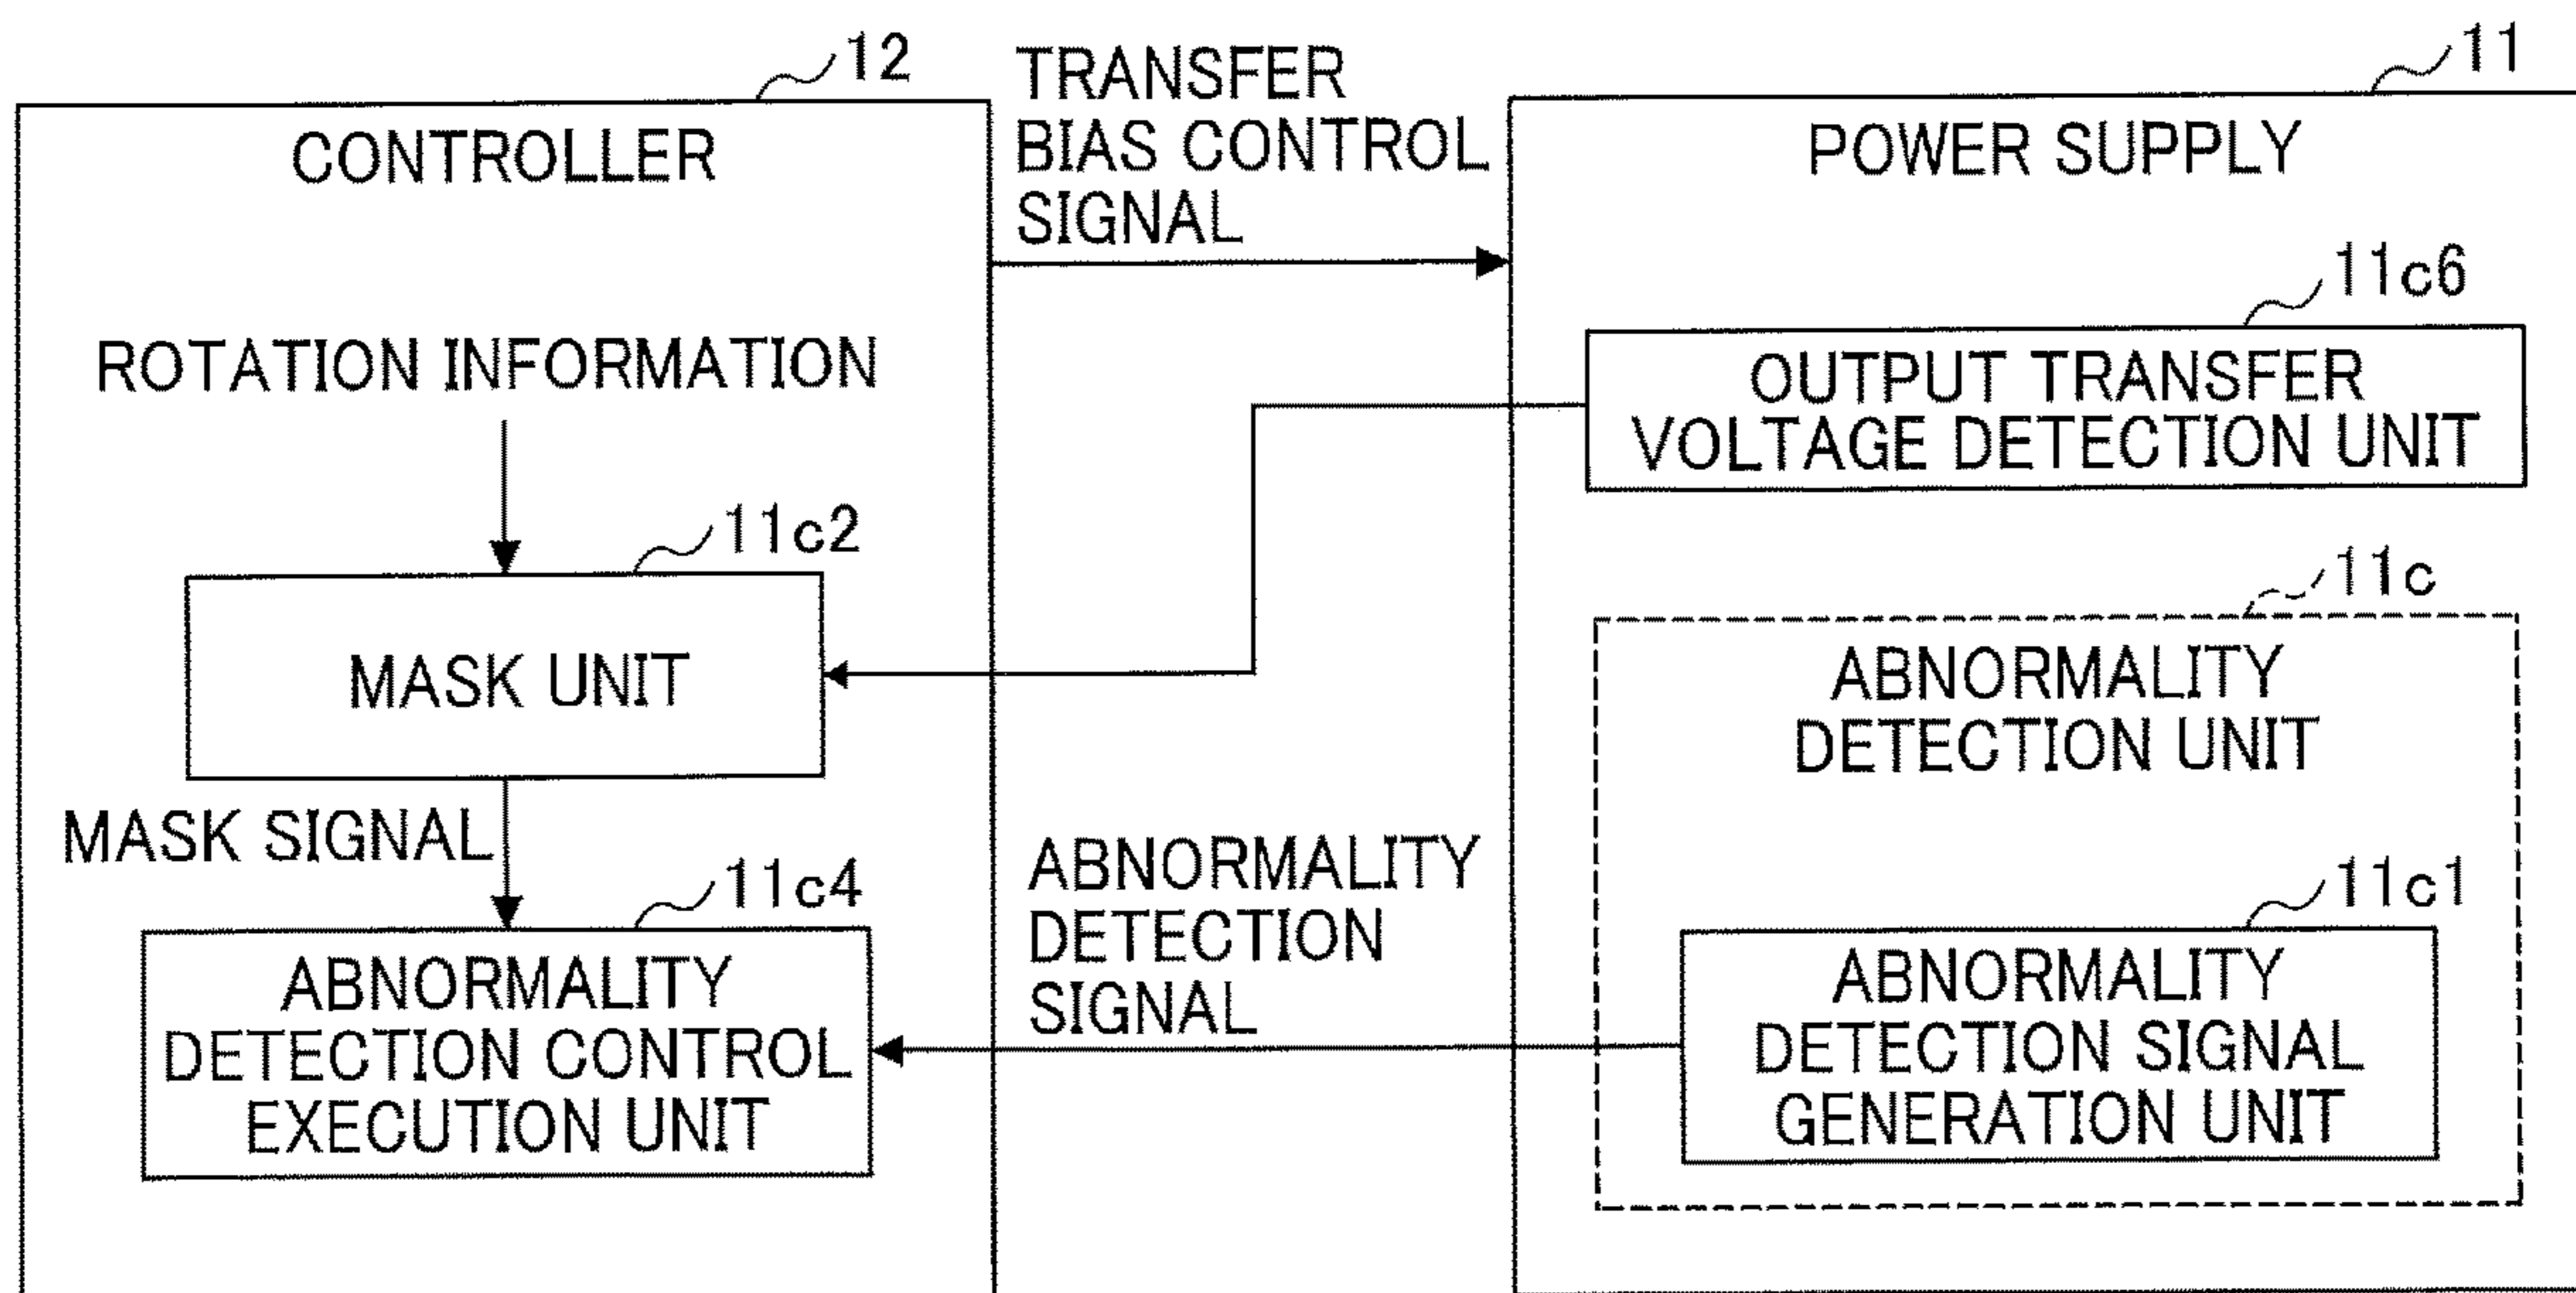 12
CONTROLLER
ROTATION INFORMATION
11c2
MASK UNIT
MASK SIGNAL
11c4
ABNORMALITY
DETECTION CONTROL
EXECUTION UNIT
TRANSFER
BIAS CONTROL
SIGNAL
ABNORMALITY
DETECTION
SIGNAL
11
POWER SUPPLY
11c6
OUTPUT TRANSFER
VOLTAGE DETECTION UNIT
11c
ABNORMALITY
DETECTION UNIT
11c1
ABNORMALITY
DETECTION SIGNAL
GENERATION UNIT